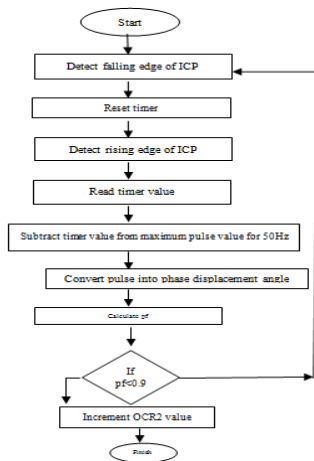 Start
Detect falling edge of ICP
Reset timer
Detect rising edge of ICP
Read timer value
Subtract timer value from maximum pulse value for 50Hz
Convert pulse into phase displacement angle
Calculate pf
If
pf<0.9
Increment OCR2 value
Finish